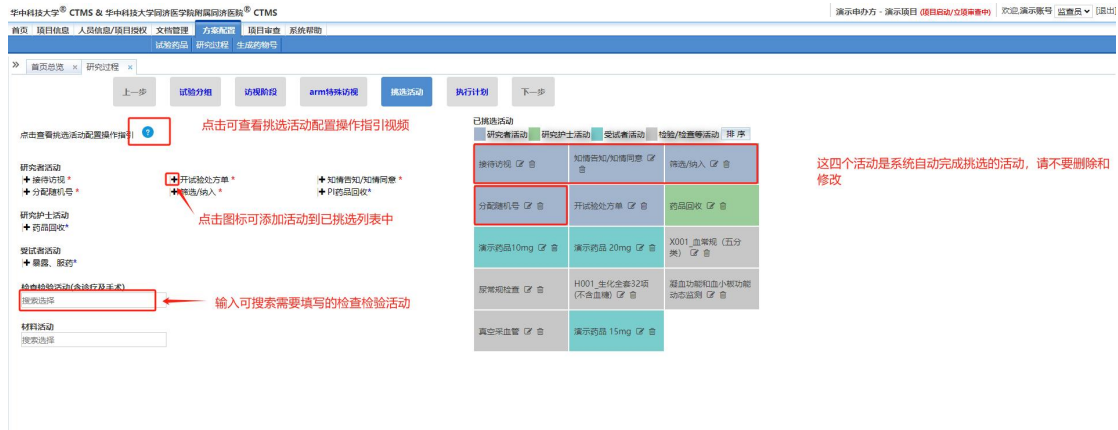 华中科技大学® CTMS & 华中科技大学同济医学院附属同济医院® CTMS
演示申办方 - 演示项目 (项目启动/立项审查中) 欢迎,演示账号 监查员 [退出]
首页 项目信息 人员信息/项目授权 文档管理 方案配置 项目审查 系统帮助
试验药品 研究过程 生成药物号
» 首页总览 × 研究过程 ×
上一步 试验分组 访视阶段 arm特殊访视 挑选活动 执行计划 下一步
点击查看挑选活动配置操作指引 ?
点击可查看挑选活动配置操作指引视频
研究者活动
接待访视 * 开试验处方单 * 知情告知/知情同意 *
分配随机号 * 筛选/纳入 * PI药品回收*
研究护士活动
药品回收*
点击图标可添加活动到已挑选列表中
受试者活动
暴露、服药*
检查检验活动(含诊疗及手术)
搜索选择
输入可搜索需要填写的检查检验活动
材料活动
搜索选择
已挑选活动
研究者活动 研究护士活动 受试者活动 检验/检查等活动 排 序
接待访视 知情告知/知情同意 筛选/纳入
分配随机号 开试验处方单 药品回收
演示药品10mg 演示药品 20mg X001_血常规（五分
类）
尿常规检查 H001_生化全套32项
(不含血糖) 凝血功能和血小板功能
动态监测
真空采血管 演示药品 15mg
这四个活动是系统自动完成挑选的活动，请不要删除和
修改